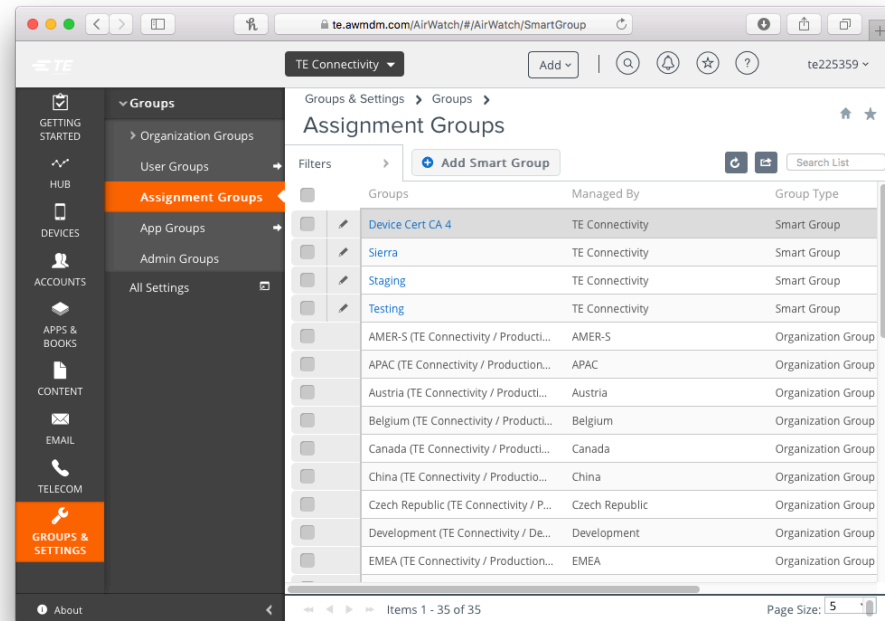 te.awmdm.com/AirWatch/#/AirWatch/SmartGroup
TE
TE Connectivity
Add
?
te225359
GETTING
STARTED
HUB
DEVICES
ACCOUNTS
APPS &
BOOKS
CONTENT
EMAIL
TELECOM
GROUPS &
SETTINGS
About
Groups
Organization Groups
User Groups
Assignment Groups
App Groups
Admin Groups
All Settings
Groups & Settings > Groups >
Assignment Groups
Filters > Add Smart Group Search List
Groups Managed By Group Type
Device Cert CA 4 TE Connectivity Smart Group
Sierra TE Connectivity Smart Group
Staging TE Connectivity Smart Group
Testing TE Connectivity Smart Group
AMER-S (TE Connectivity / Producti... AMER-S Organization Group
APAC (TE Connectivity / Production... APAC Organization Group
Austria (TE Connectivity / Producti... Austria Organization Group
Belgium (TE Connectivity / Producti... Belgium Organization Group
Canada (TE Connectivity / Producti... Canada Organization Group
China (TE Connectivity / Productio... China Organization Group
Czech Republic (TE Connectivity / P... Czech Republic Organization Group
Development (TE Connectivity / De... Development Organization Group
EMEA (TE Connectivity / Production... EMEA Organization Group
Items 1 - 35 of 35 Page Size: 5